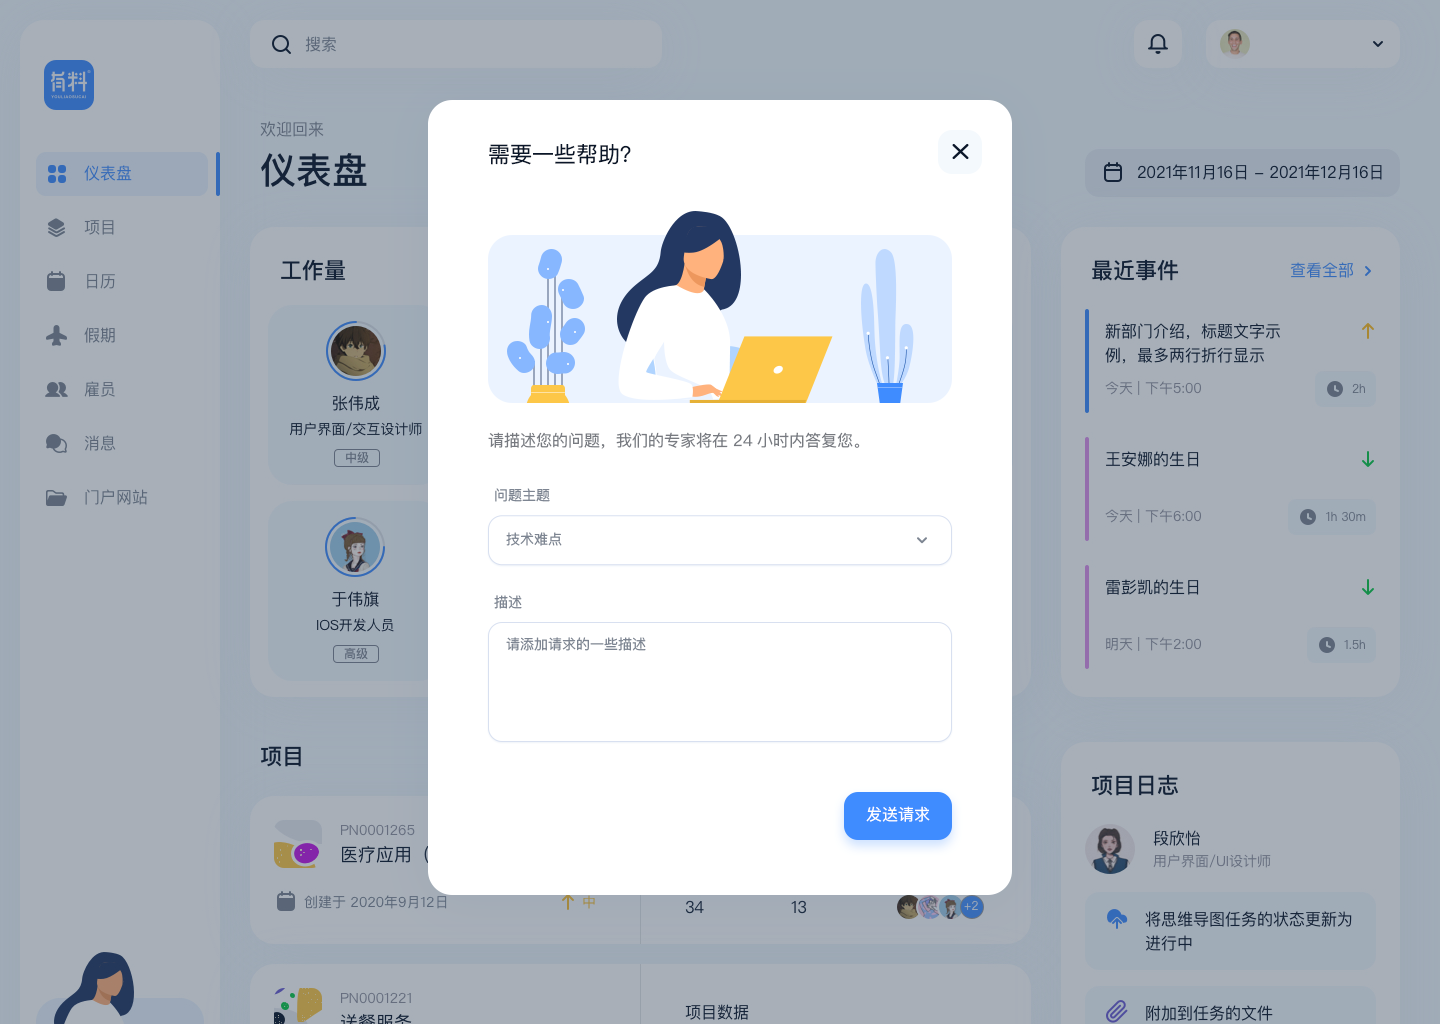 搜索
有料
仪表盘
项目
日历
假期
雇员
消息
门户网站
欢迎回来
仪表盘
2021年11月16日 – 2021年12月16日
工作量
张伟成
用户界面/交互设计师
中级
于伟旗
IOS开发人员
高级
需要一些帮助?
请描述您的问题，我们的专家将在 24 小时内答复您。
问题主题
技术难点
描述
请添加请求的一些描述
发送请求
最近事件
查看全部
新部门介绍，标题文字示
例，最多两行折行显示
今天 | 下午5:00
2h
王安娜的生日
今天 | 下午6:00
1h 30m
雷彭凯的生日
明天 | 下午2:00
1.5h
项目
PN0001265
医疗应用（
创建于 2020年9月12日
中
34
13
+2
PN0001221
送餐服务
项目数据
项目日志
段欣怡
用户界面/UI设计师
将思维导图任务的状态更新为
进行中
附加到任务的文件